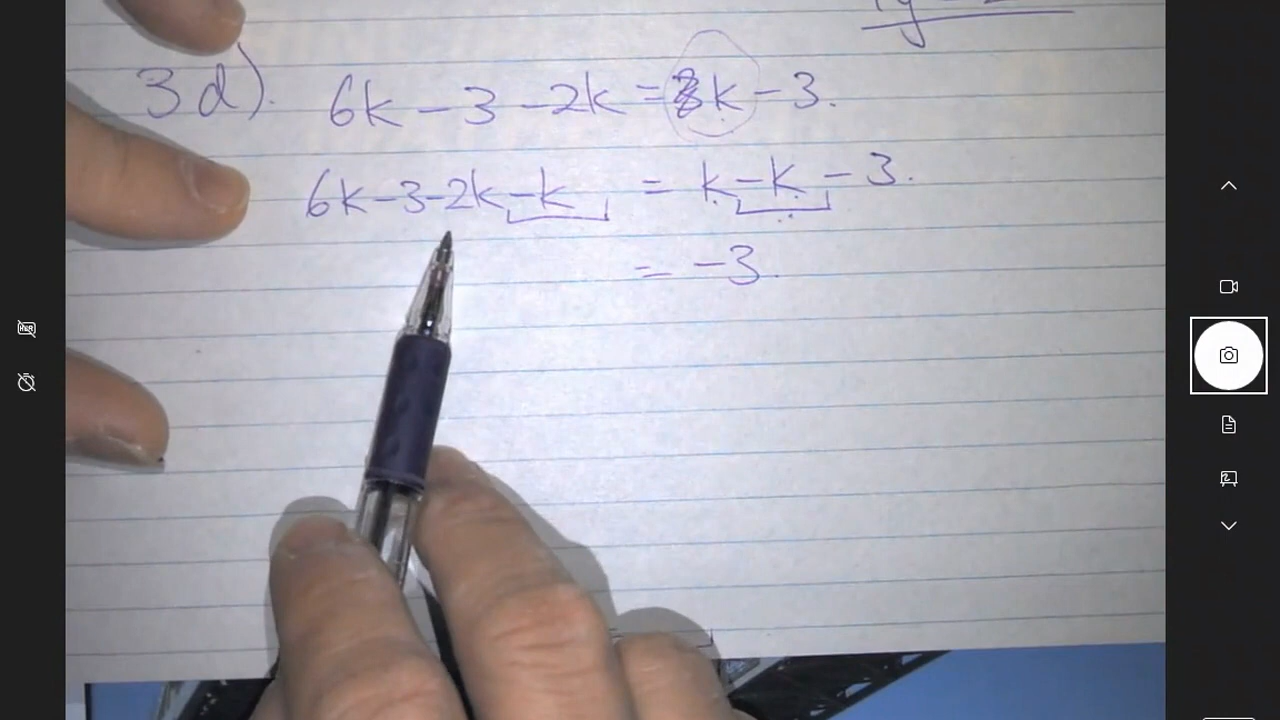 3d). 6k - 3 - 2k = k - 3.
6k - 3 - 2k - k = k - k - 3.
= -3.